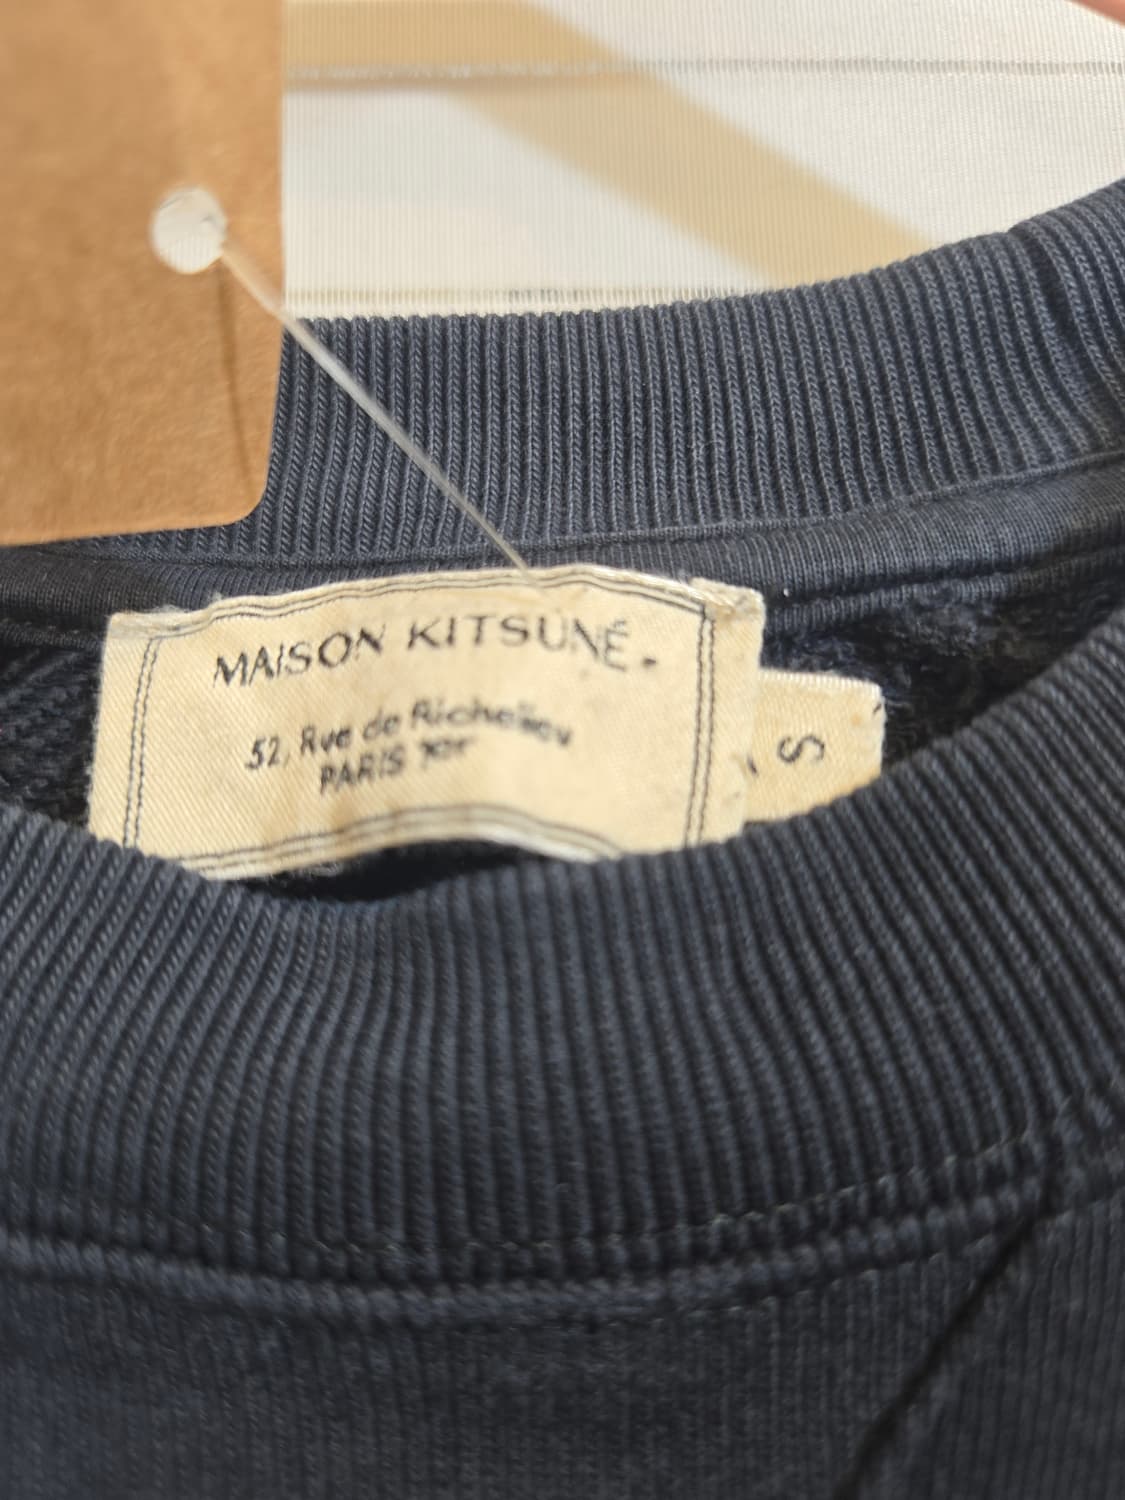 MAISON KITSUNÉ.
52, Rue de Richelieu
PARIS 1er
S